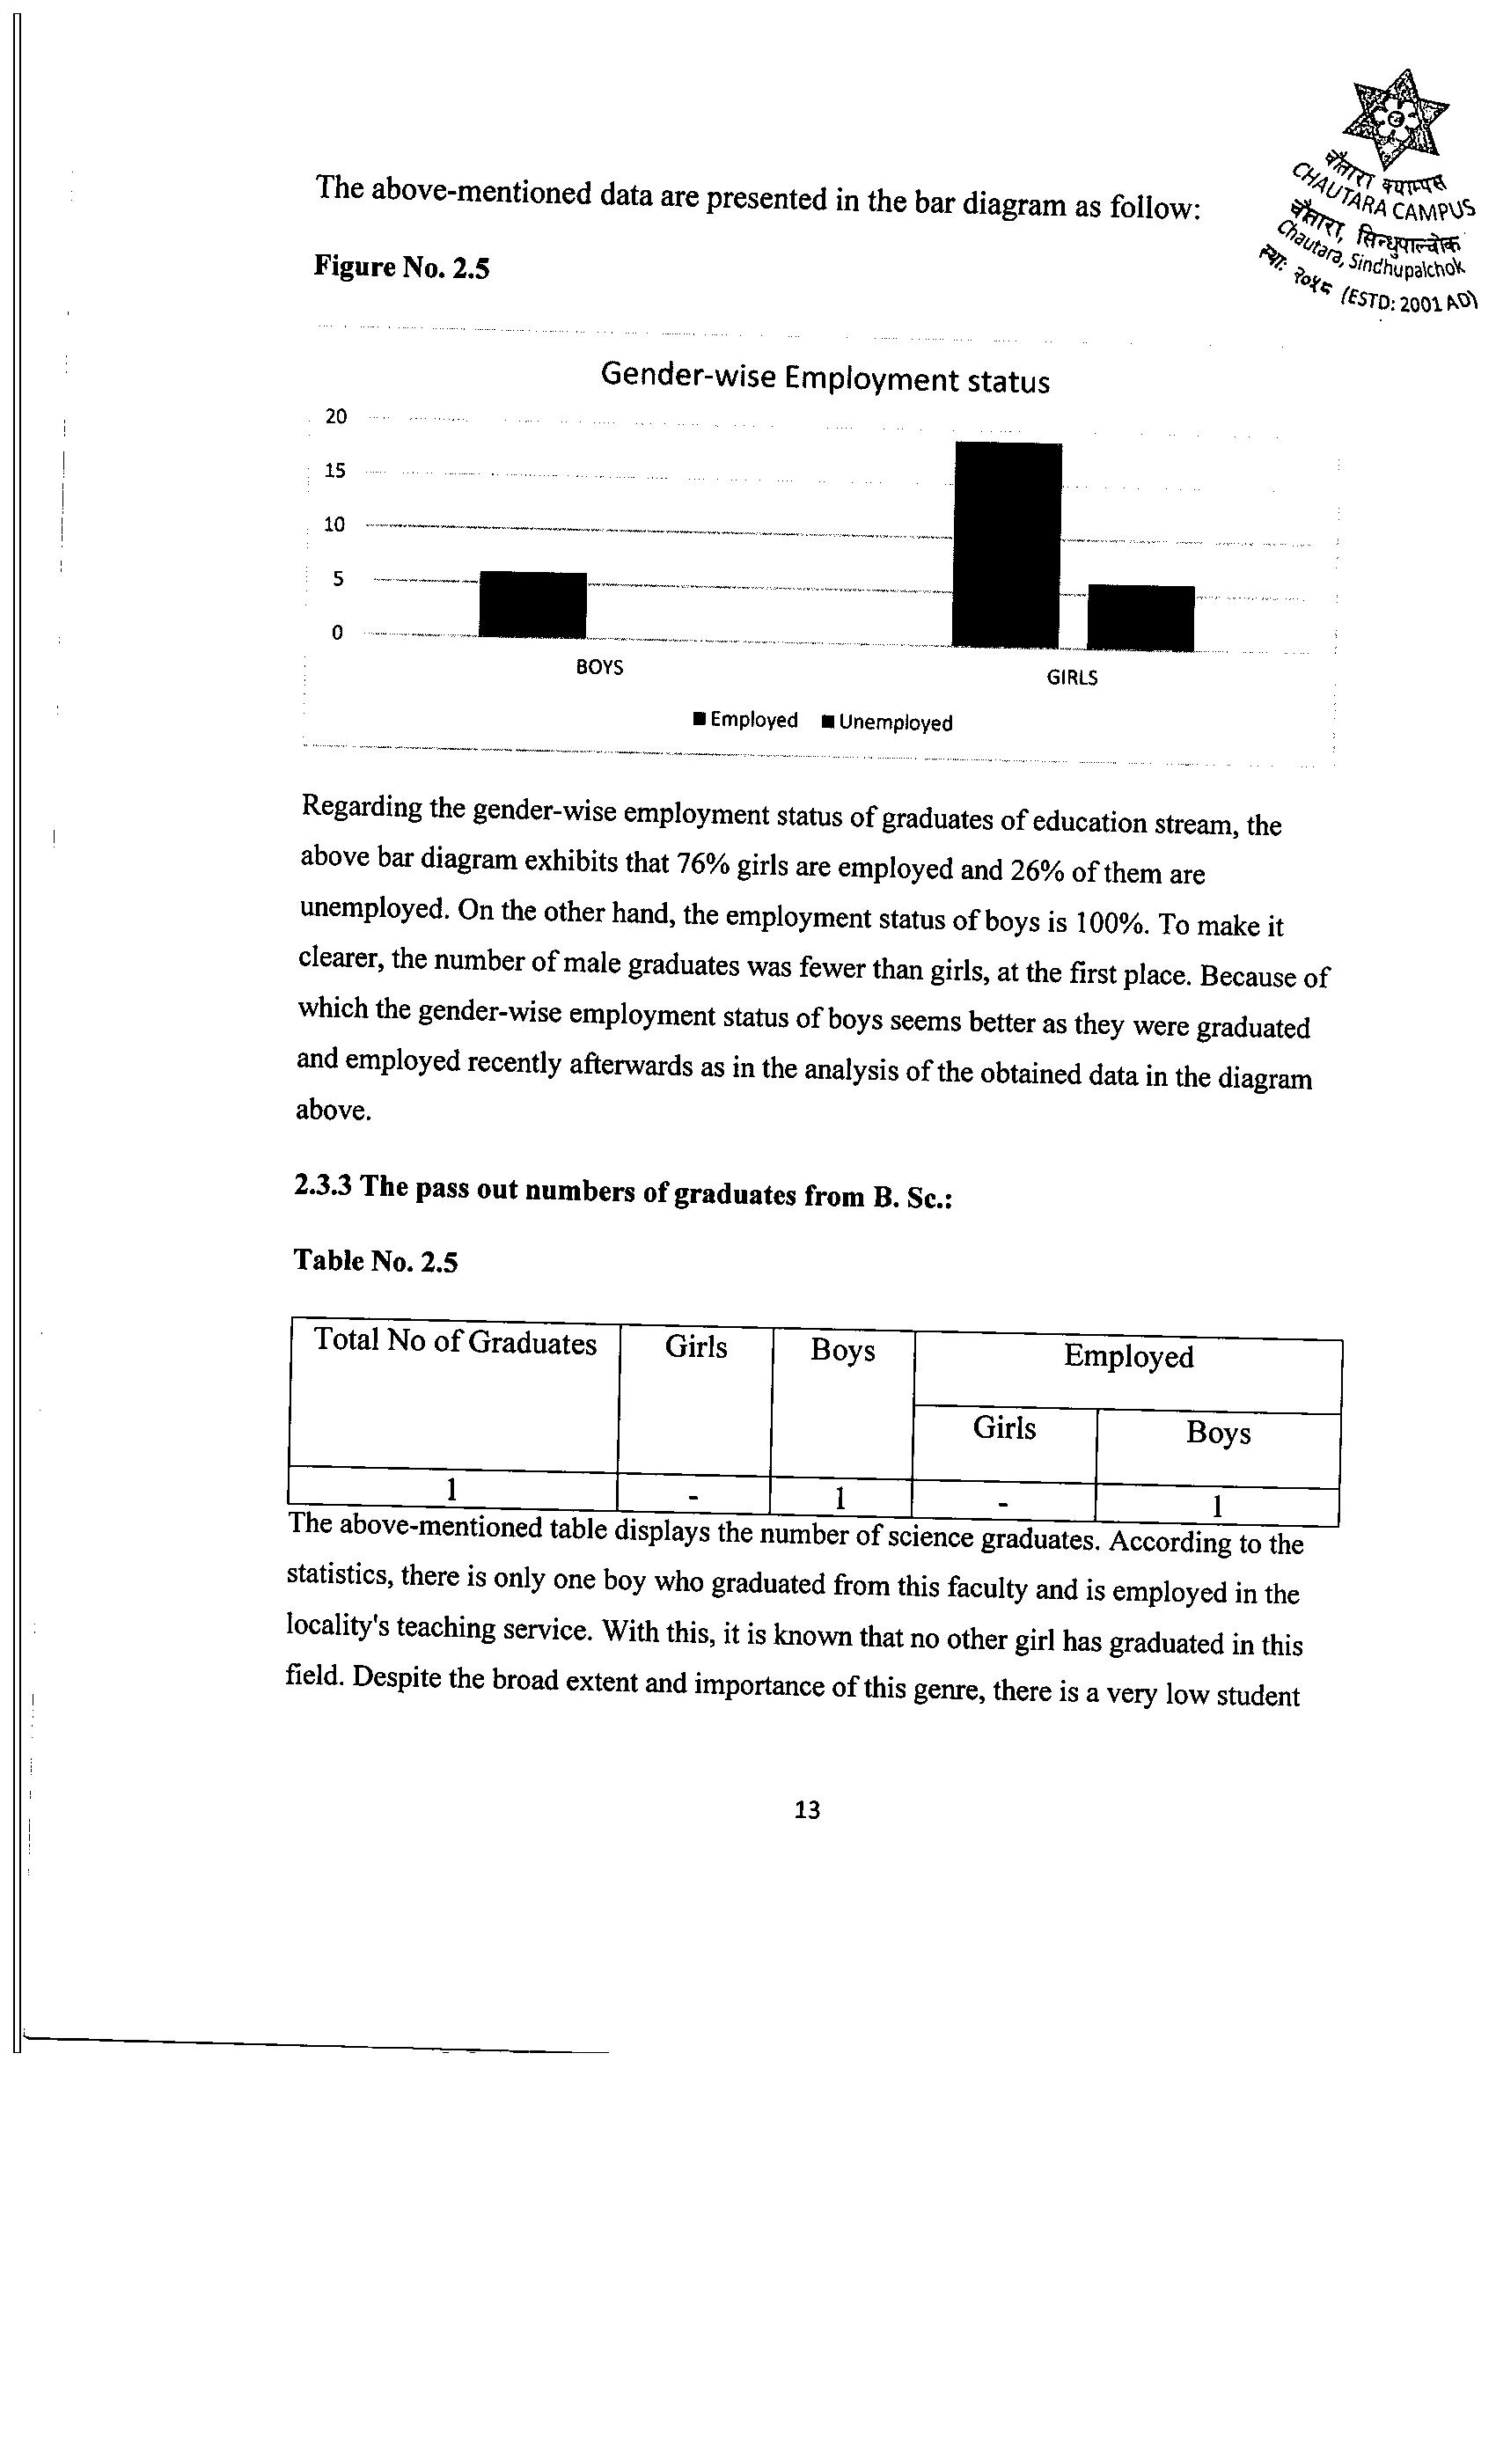 चौतारा क्याम्पस
CHAUTARA CAMPUS
चौतारा, सिन्धुपाल्चोक
Chautara, Sindhupalchok
स्था: २०५८ (ESTD: 2001 AD)
The above-mentioned data are presented in the bar diagram as follow:
Figure No. 2.5
Gender-wise Employment status
20
15
10
5
0
BOYS
GIRLS
Employed Unemployed
Regarding the gender-wise employment status of graduates of education stream, the
above bar diagram exhibits that 76% girls are employed and 26% of them are
unemployed. On the other hand, the employment status of boys is 100%. To make it
clearer, the number of male graduates was fewer than girls, at the first place. Because of
which the gender-wise employment status of boys seems better as they were graduated
and employed recently afterwards as in the analysis of the obtained data in the diagram
above.
2.3.3 The pass out numbers of graduates from B. Sc.:
Table No. 2.5
Total No of Graduates Girls Boys Employed
Girls Boys
1 - 1 - 1
The above-mentioned table displays the number of science graduates. According to the
statistics, there is only one boy who graduated from this faculty and is employed in the
locality's teaching service. With this, it is known that no other girl has graduated in this
field. Despite the broad extent and importance of this genre, there is a very low student
13